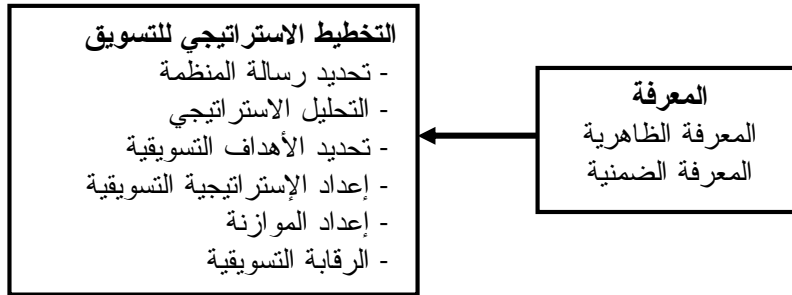 المعرفة
المعرفة الظاهرية
المعرفة الضمنية
التخطيط الاستراتيجي للتسويق
- تحديد رسالة المنظمة
- التحليل الاستراتيجي
- تحديد الأهداف التسويقية
- إعداد الإستراتيجية التسويقية
- إعداد الموازنة
- الرقابة التسويقية